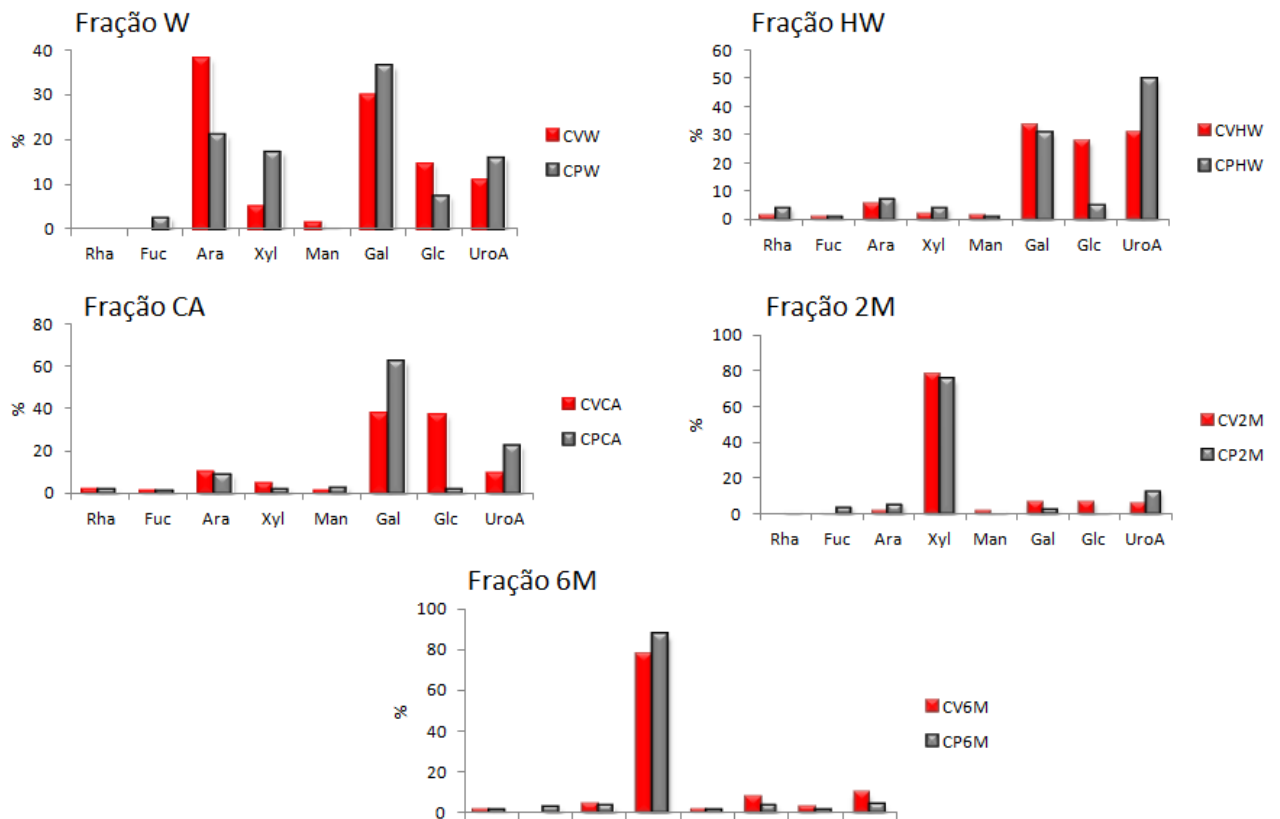 Fração W
40
30
20
10
0
%
Rha Fuc Ara Xyl Man Gal Glc UroA
CVW
CPW
Fração HW
60
50
40
30
20
10
0
%
Rha Fuc Ara Xyl Man Gal Glc UroA
CVHW
CPHW
Fração CA
80
60
40
20
0
%
Rha Fuc Ara Xyl Man Gal Glc UroA
CVCA
CPCA
Fração 2M
100
80
60
40
20
0
%
Rha Fuc Ara Xyl Man Gal Glc UroA
CV2M
CP2M
Fração 6M
100
80
60
40
20
0
%
CV6M
CP6M